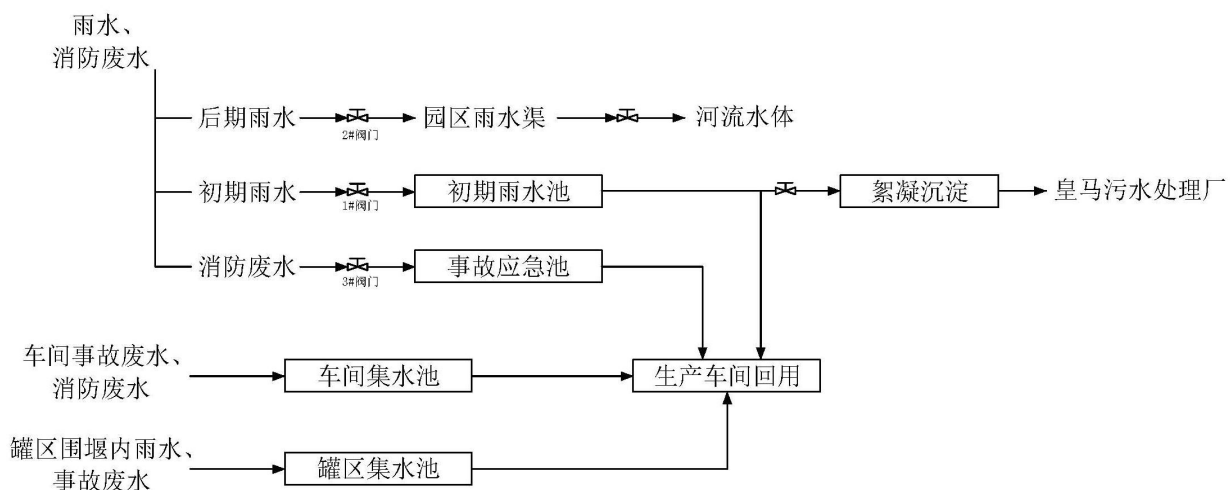 雨水、
消防废水
后期雨水
2#阀门
园区雨水渠
河流水体
初期雨水
1#阀门
初期雨水池
絮凝沉淀
皇马污水处理厂
消防废水
3#阀门
事故应急池
车间事故废水、
消防废水
车间集水池
生产车间回用
罐区围堰内雨水、
事故废水
罐区集水池